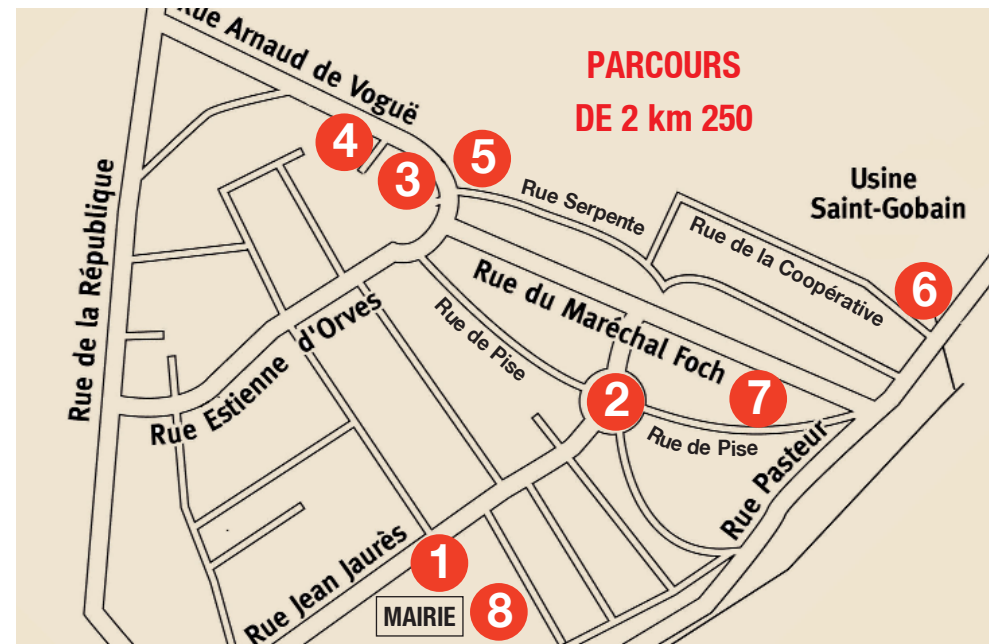 Rue Arnaud de Voguë
PARCOURS
DE 2 km 250
4
3
5
Usine
Saint-Gobain
Rue Serpente
Rue de la République
Rue de la Coopérative
6
Rue du Maréchal Foch
Rue Estienne d'Orves
Rue de Pise
2
7
Rue de Pise
Rue Pasteur
Rue Jean Jaurès
1
MAIRIE
8